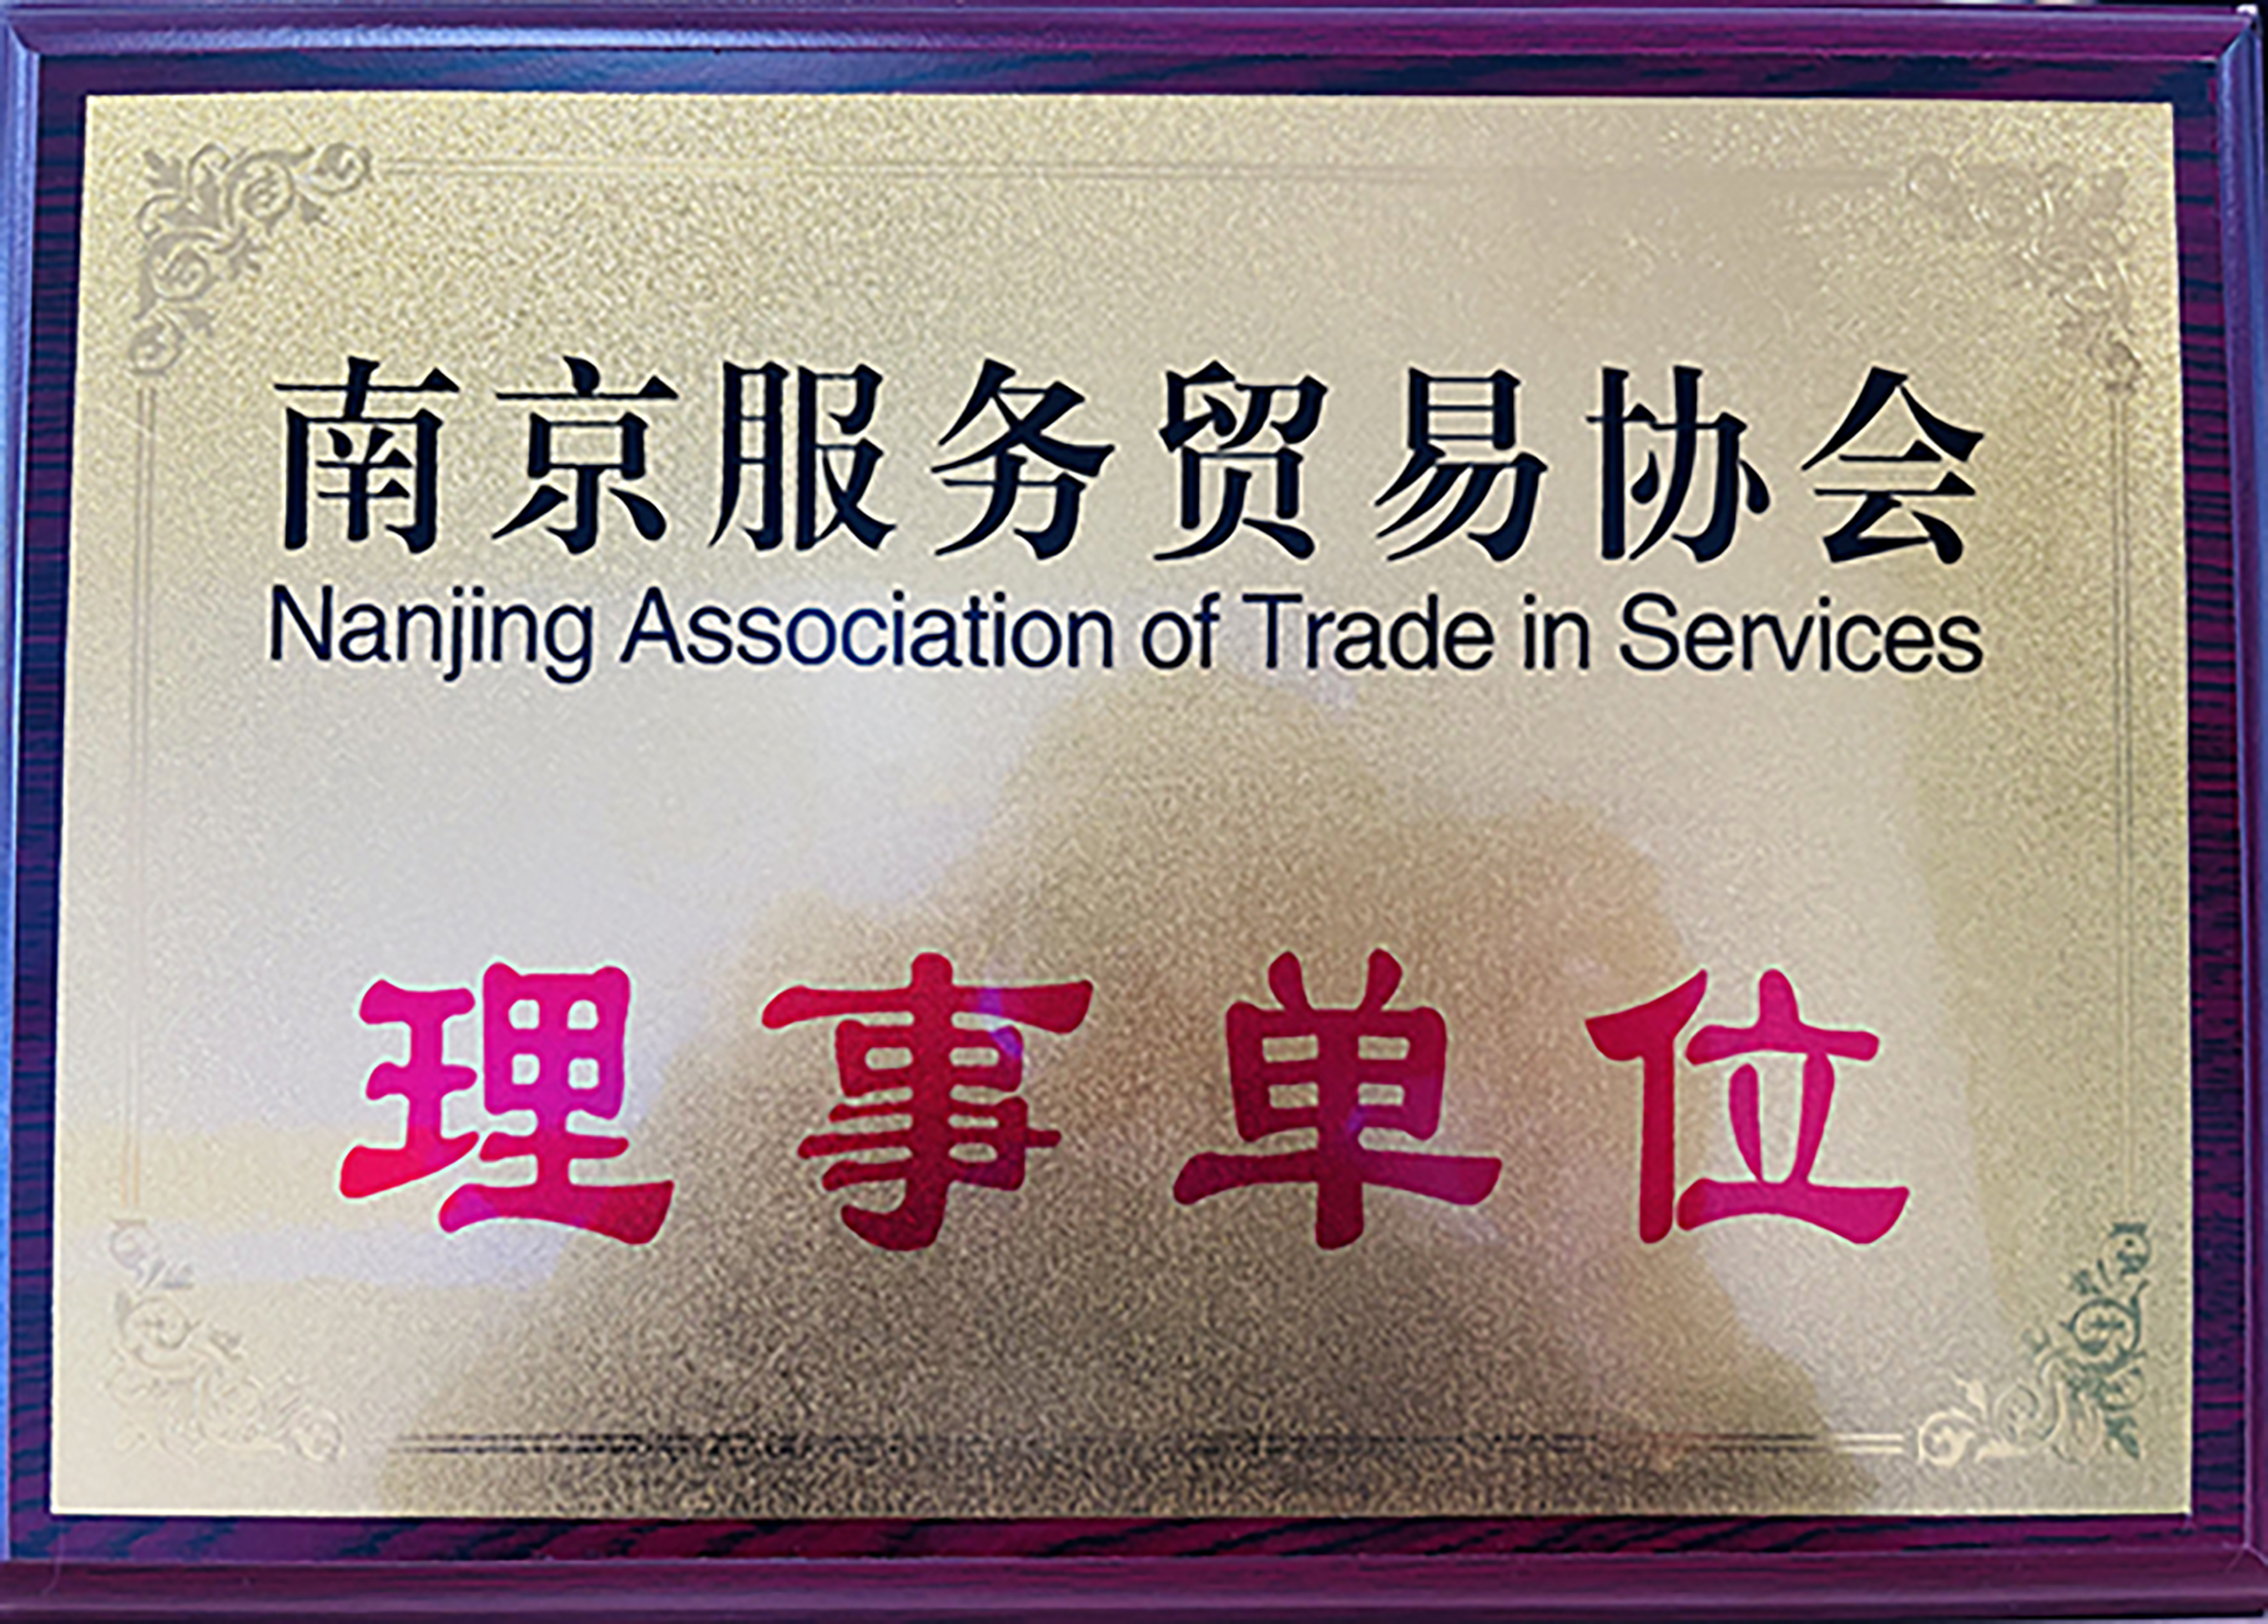 南京服务贸易协会
Nanjing Association of Trade in Services
理事单位